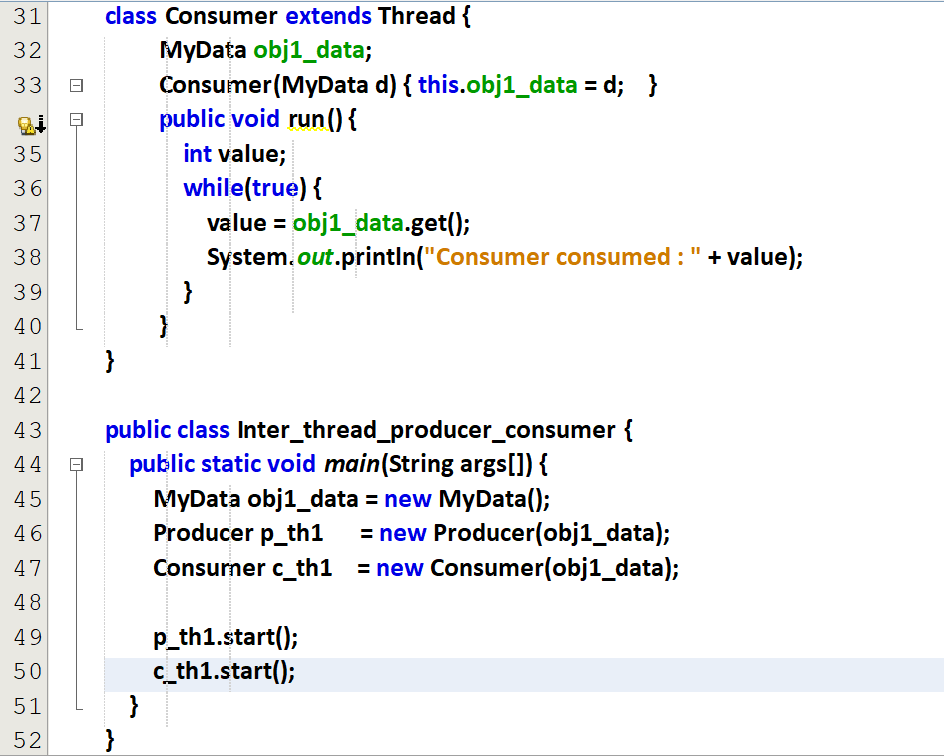 31 class Consumer extends Thread {
32 MyData obj1_data;
33 Consumer(MyData d) { this.obj1_data = d; }
public void run() {
35 int value;
36 while(true) {
37 value = obj1_data.get();
38 System.out.println("Consumer consumed : " + value);
39 }
40 }
41 }
42
43 public class Inter_thread_producer_consumer {
44 public static void main(String args[]) {
45 MyData obj1_data = new MyData();
46 Producer p_th1 = new Producer(obj1_data);
47 Consumer c_th1 = new Consumer(obj1_data);
48
49 p_th1.start();
50 c_th1.start();
51 }
52 }